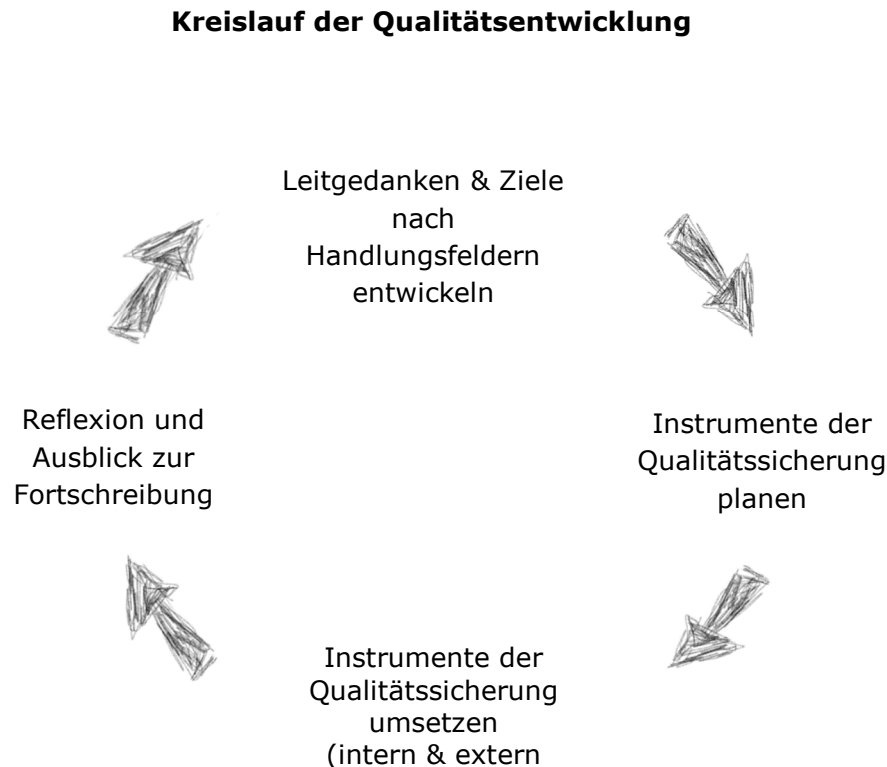 Kreislauf der Qualitätsentwicklung
Leitgedanken & Ziele
nach
Handlungsfeldern
entwickeln
Instrumente der
Qualitätssicherung
planen
Instrumente der
Qualitätssicherung
umsetzen
(intern & extern
Reflexion und
Ausblick zur
Fortschreibung